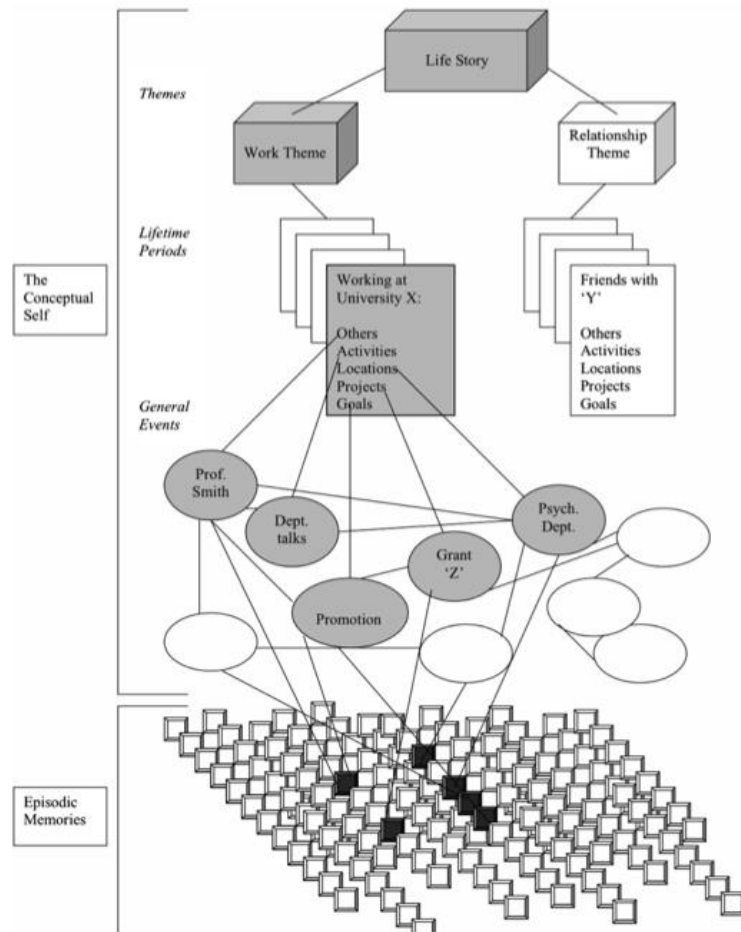 Life Story
Themes
Work Theme
Relationship
Theme
Lifetime
Periods
The
Conceptual
Self
Working at
University X:
Others
Activities
Locations
Projects
Goals
Friends with
‘Y’
Others
Activities
Locations
Projects
Goals
General
Events
Prof.
Smith
Dept.
talks
Psych.
Dept.
Grant
‘Z’
Promotion
Episodic
Memories